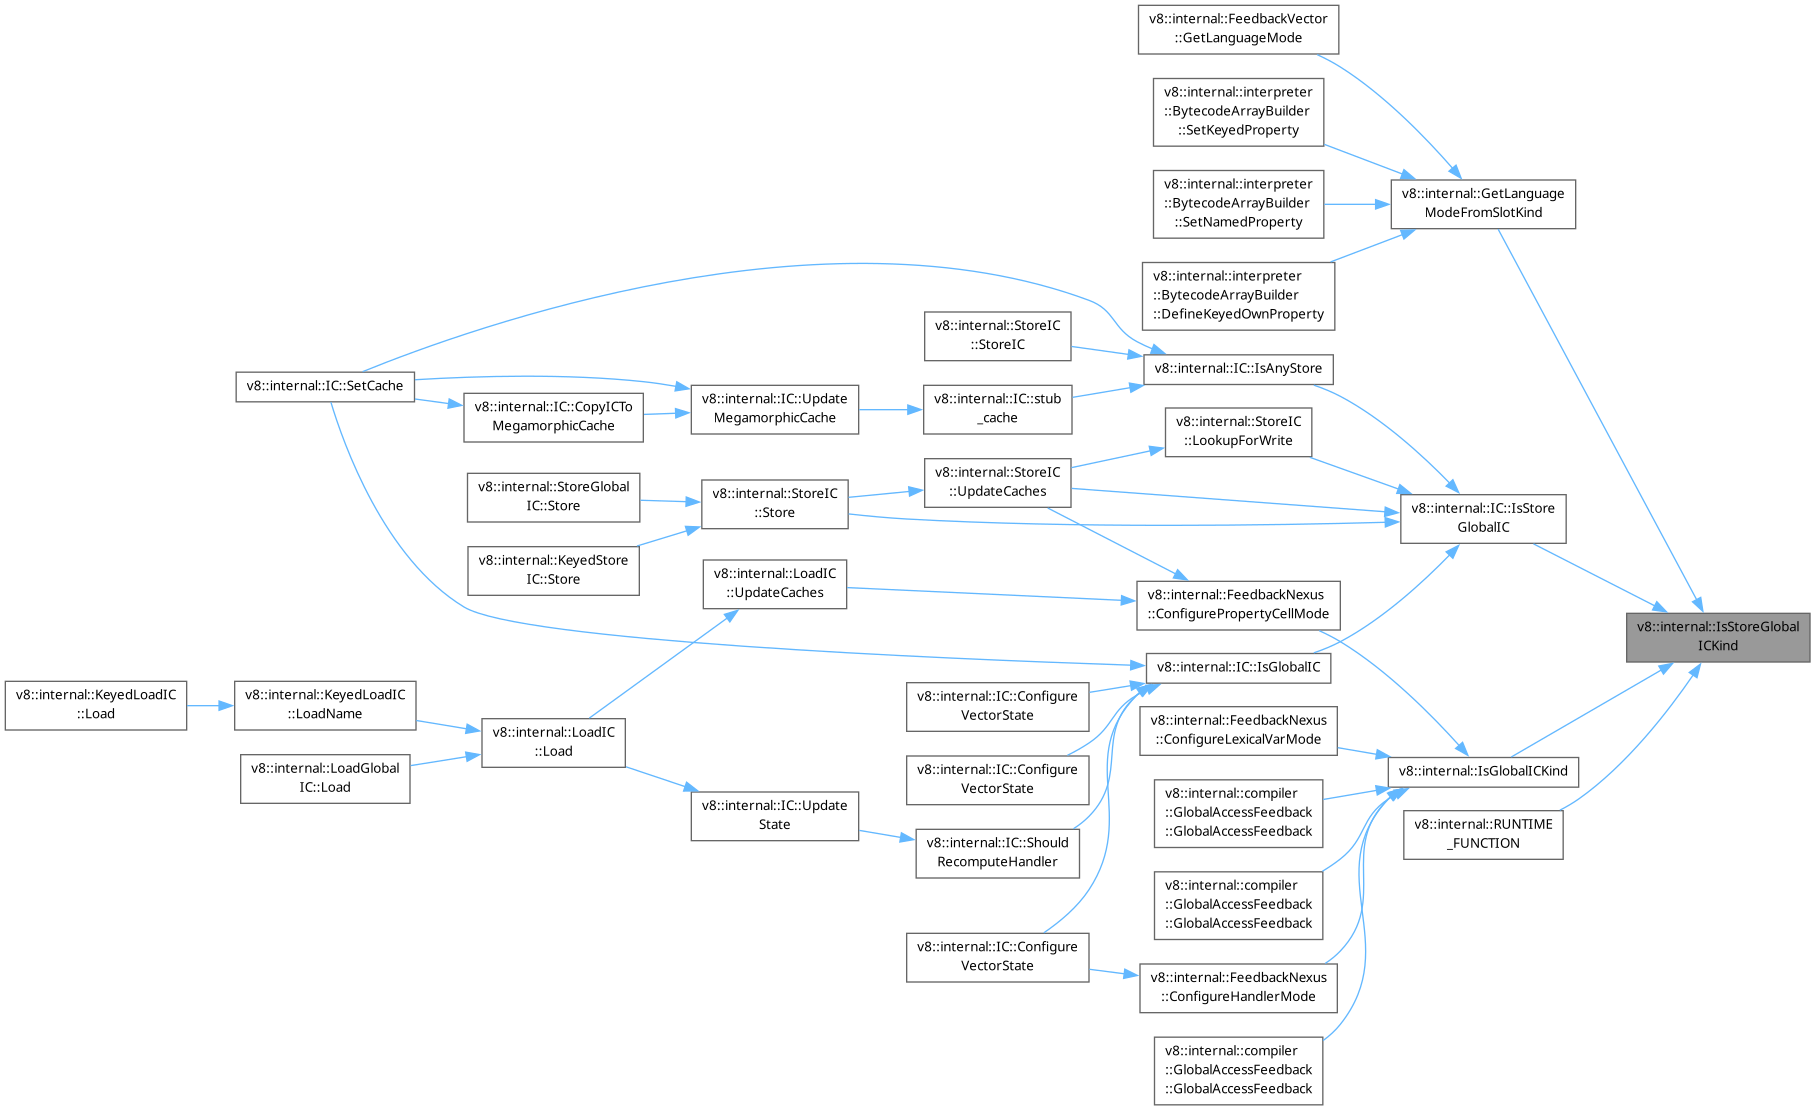 v8::internal::FeedbackVector
::GetLanguageMode
v8::internal::interpreter
::BytecodeArrayBuilder
::SetKeyedProperty
v8::internal::interpreter
::BytecodeArrayBuilder
::SetNamedProperty
v8::internal::GetLanguage
ModeFromSlotKind
v8::internal::interpreter
::BytecodeArrayBuilder
::DefineKeyedOwnProperty
v8::internal::StoreIC
::StoreIC
v8::internal::IC::IsAnyStore
v8::internal::IC::SetCache
v8::internal::IC::CopyICTo
MegamorphicCache
v8::internal::IC::Update
MegamorphicCache
v8::internal::IC::stub
_cache
v8::internal::StoreIC
::LookupForWrite
v8::internal::StoreGlobal
IC::Store
v8::internal::StoreIC
::Store
v8::internal::StoreIC
::UpdateCaches
v8::internal::IC::IsStore
GlobalIC
v8::internal::KeyedStore
IC::Store
v8::internal::LoadIC
::UpdateCaches
v8::internal::FeedbackNexus
::ConfigurePropertyCellMode
v8::internal::IsStoreGlobal
ICKind
v8::internal::IC::IsGlobalIC
v8::internal::KeyedLoadIC
::Load
v8::internal::KeyedLoadIC
::LoadName
v8::internal::IC::Configure
VectorState
v8::internal::LoadIC
::Load
v8::internal::FeedbackNexus
::ConfigureLexicalVarMode
v8::internal::LoadGlobal
IC::Load
v8::internal::IC::Configure
VectorState
v8::internal::IsGlobalICKind
v8::internal::IC::Update
State
v8::internal::compiler
::GlobalAccessFeedback
::GlobalAccessFeedback
v8::internal::RUNTIME
_FUNCTION
v8::internal::IC::Should
RecomputeHandler
v8::internal::compiler
::GlobalAccessFeedback
::GlobalAccessFeedback
v8::internal::IC::Configure
VectorState
v8::internal::FeedbackNexus
::ConfigureHandlerMode
v8::internal::compiler
::GlobalAccessFeedback
::GlobalAccessFeedback